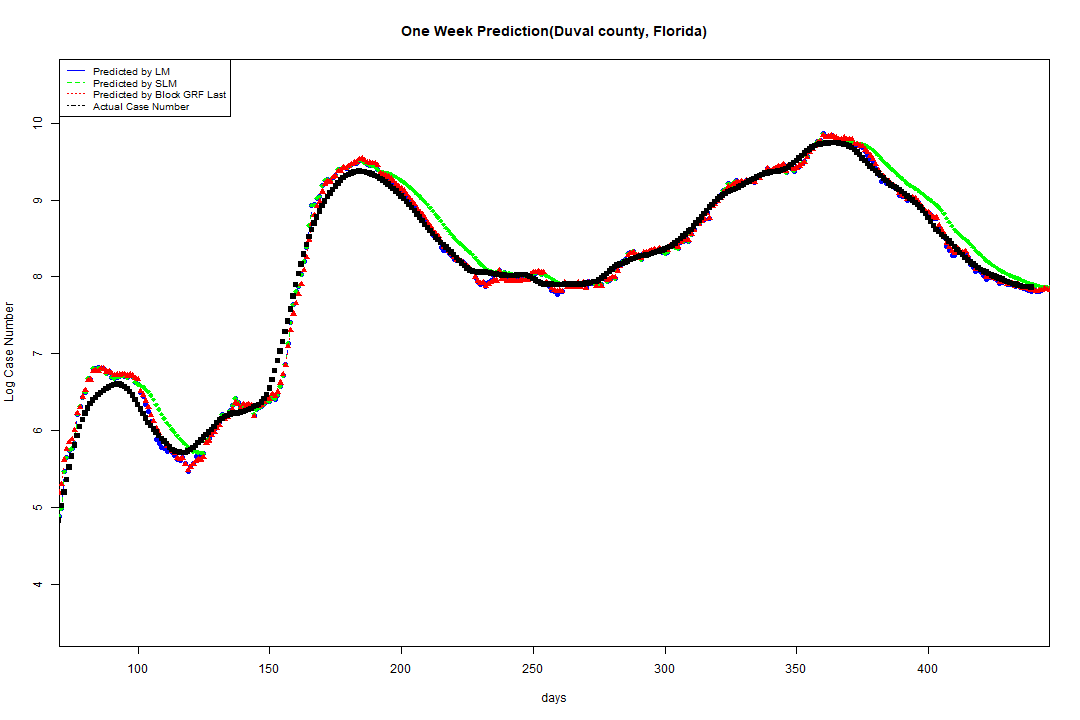 One Week Prediction(Duval county, Florida)
Predicted by LM
Predicted by SLM
Predicted by Block GRF Last
Actual Case Number
10
9
8
7
6
5
4
Log Case Number
100 150 200 250 300 350 400
days